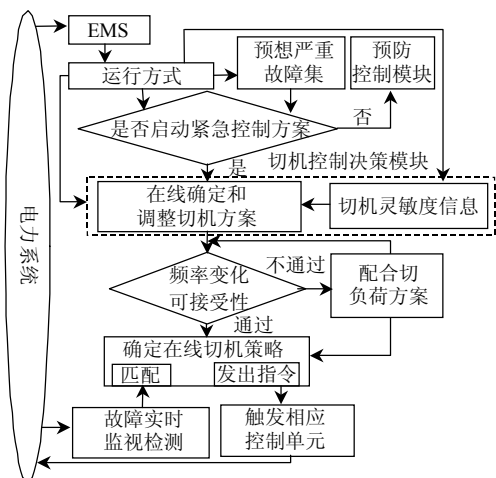 EMS
运行方式
预想严重
故障集
预防
控制模块
是否启动紧急控制方案
否
是
切机控制决策模块
在线确定和
调整切机方案
切机灵敏度信息
电力系统
频率变化
可接受性
不通过
配合切
负荷方案
通过
确定在线切机策略
匹配
发出指令
故障实时
监视检测
触发相应
控制单元